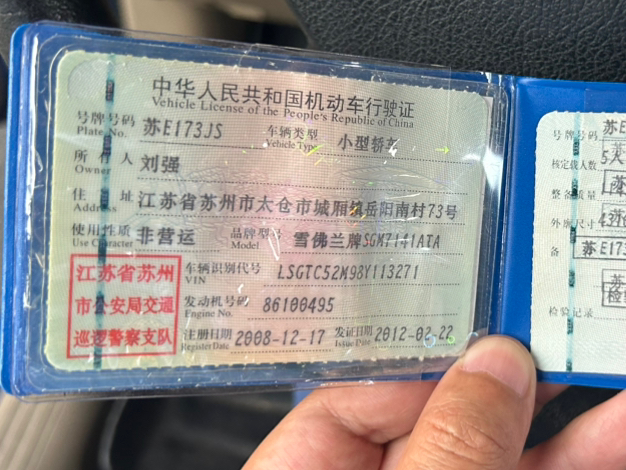 中华人民共和国机动车行驶证
Vehicle License of the People's Republic of China
号牌号码 苏E173JS 车辆类型 小型轿车
Plate No. Vehicle Type
所有人 刘强
Owner
住址 江苏省苏州市太仓市城厢镇岳阳南村73号
Address
使用性质 非营运 品牌型号 雪佛兰牌SGM7141ATA
Use Character Model
江苏省苏州
市公安局交通
巡逻警察支队
车辆识别代号 LSGTC52M98Y113271
VIN
发动机号码 86100495
Engine No.
注册日期 2008-12-17 发证日期 2012-02-22
Register Date Issue Date
号牌号码 苏E
核定载人数 5人
整备质量
外廓尺寸
备 苏E173
检验记录